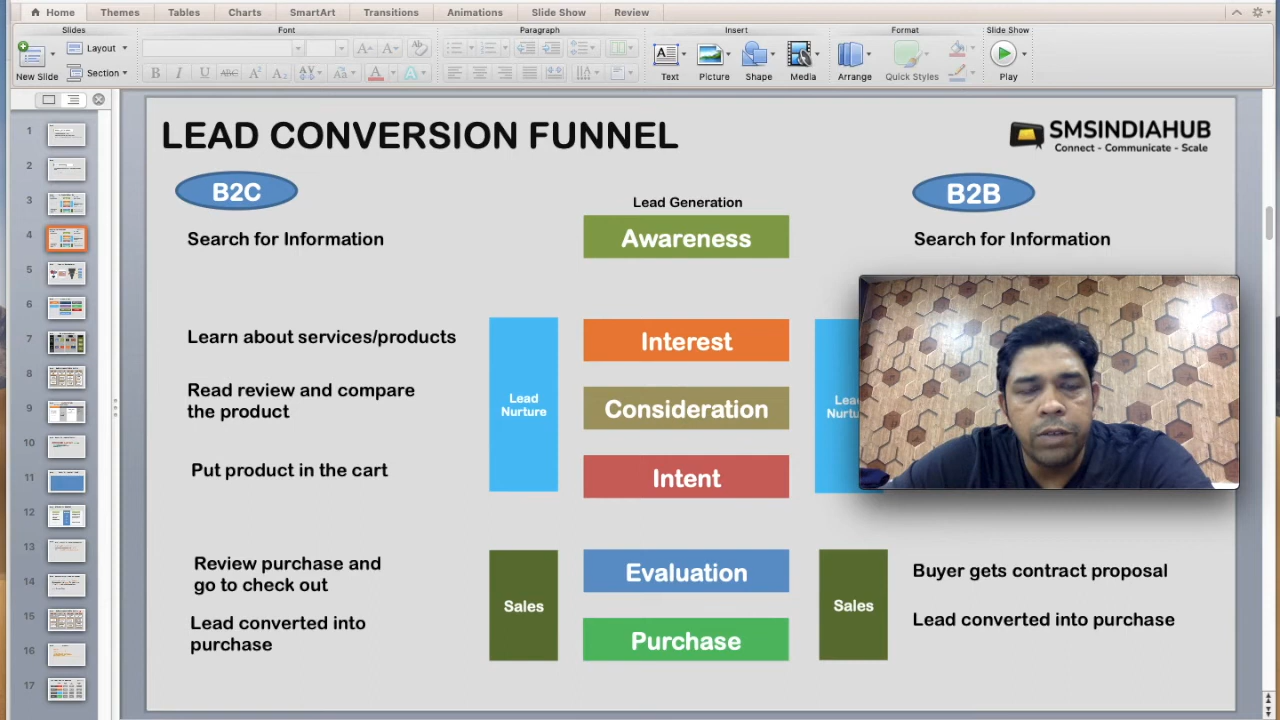 Home
Themes
Tables
Charts
SmartArt
Transitions
Animations
Slide Show
Review
Slides
Font
Paragraph
Insert
Format
Slide Show
New Slide
Layout
Section
B I U ABC A² A₂
Text
Picture
Shape
Media
Arrange
Quick Styles
Play
1
2
3
4
5
6
7
8
9
10
11
12
13
14
15
16
17
LEAD CONVERSION FUNNEL
SMSINDIAHUB
Connect - Communicate - Scale
B2C
B2B
Lead Generation
Search for Information
Awareness
Search for Information
Learn about services/products
Interest
Read review and compare
the product
Lead
Nurture
Consideration
Put product in the cart
Intent
Review purchase and
go to check out
Evaluation
Buyer gets contract proposal
Sales
Sales
Lead converted into
purchase
Purchase
Lead converted into purchase